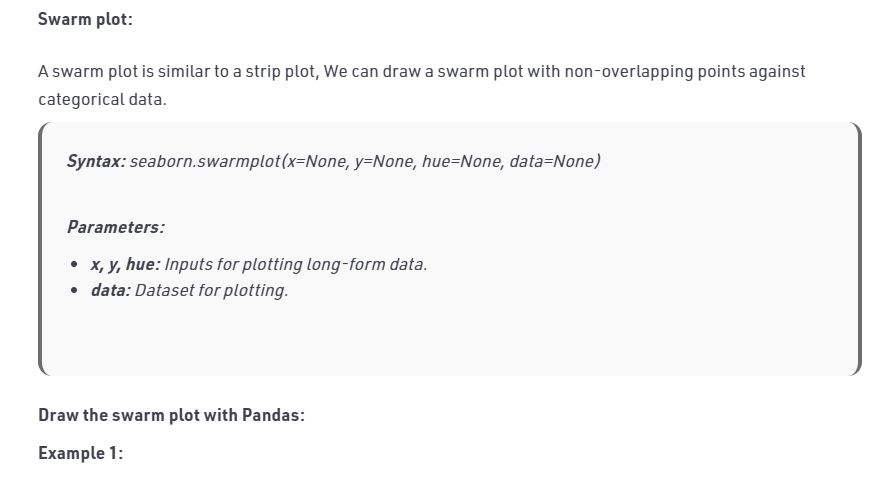 Swarm plot:
A swarm plot is similar to a strip plot, We can draw a swarm plot with non-overlapping points against
categorical data.
Syntax: seaborn.swarmplot(x=None, y=None, hue=None, data=None)
Parameters:
• x, y, hue: Inputs for plotting long-form data.
• data: Dataset for plotting.
Draw the swarm plot with Pandas:
Example 1: